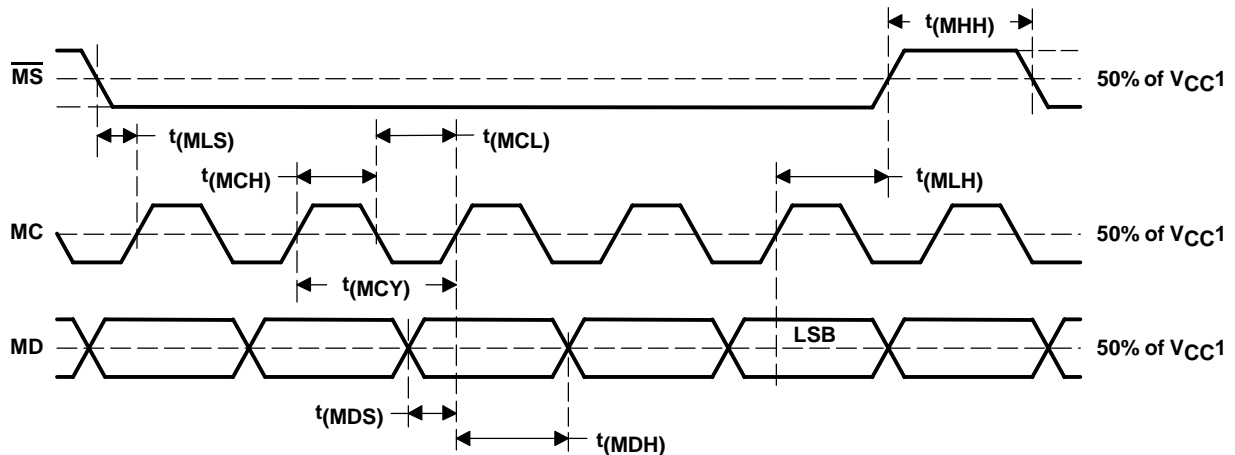 t(MHH)
MS
50% of VCC1
t(MLS)
t(MCL)
t(MCH)
t(MLH)
MC
50% of VCC1
t(MCY)
MD
LSB
50% of VCC1
t(MDS)
t(MDH)